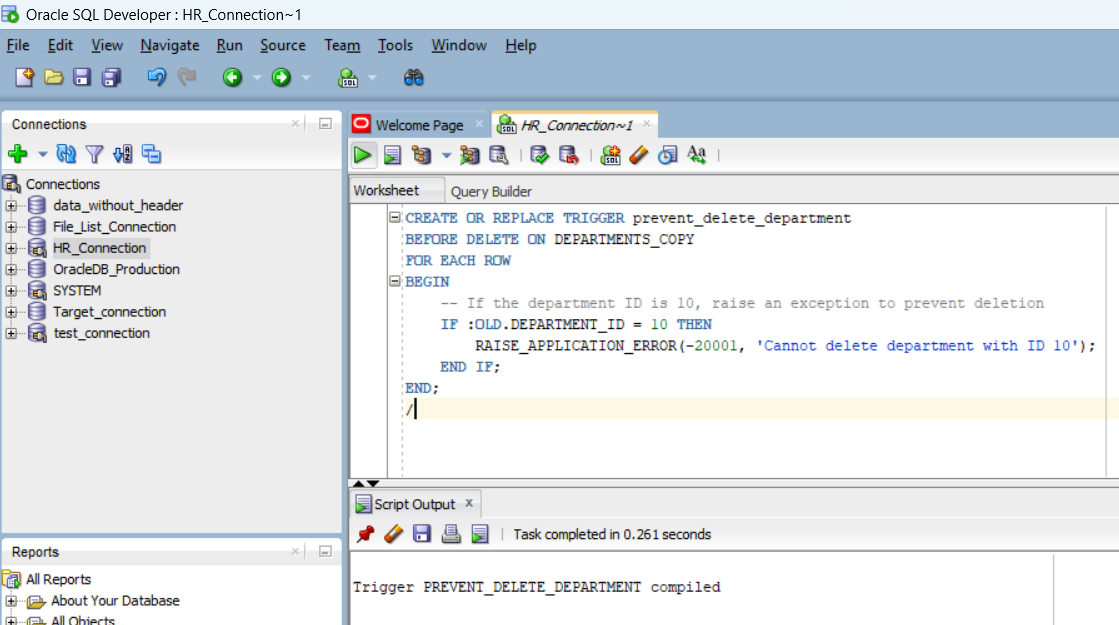 Oracle SQL Developer : HR_Connection~1
File Edit View Navigate Run Source Team Tools Window Help
SQL
Connections
Connections
data_without_header
File_List_Connection
HR_Connection
OracleDB_Production
SYSTEM
Target_connection
test_connection
Reports
All Reports
About Your Database
All Objects
Welcome Page
SQL HR_Connection~1
SQL Aa
Worksheet Query Builder
CREATE OR REPLACE TRIGGER prevent_delete_department
BEFORE DELETE ON DEPARTMENTS_COPY
FOR EACH ROW
BEGIN
-- If the department ID is 10, raise an exception to prevent deletion
IF :OLD.DEPARTMENT_ID = 10 THEN
RAISE_APPLICATION_ERROR(-20001, 'Cannot delete department with ID 10');
END IF;
END;
/
Script Output
Task completed in 0.261 seconds
Trigger PREVENT_DELETE_DEPARTMENT compiled